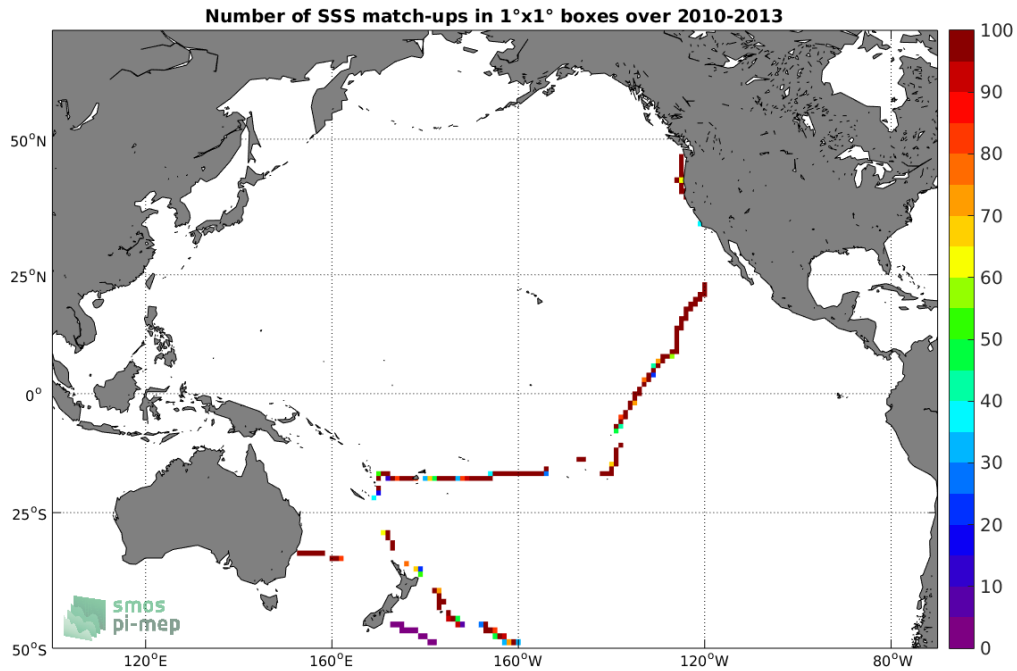 Number of SSS match-ups in 1°x1° boxes over 2010-2013
50°N
25°N
0°
25°S
50°S
120°E
160°E
160°W
120°W
80°W
100
90
80
70
60
50
40
30
20
10
0
smos
pi-mep